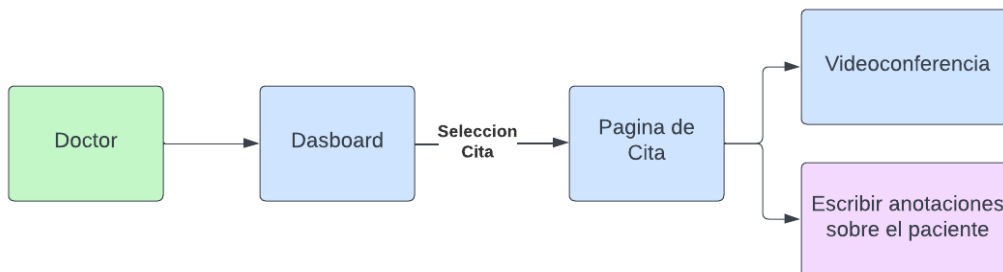 Doctor
Dasboard
Seleccion
Cita
Pagina de
Cita
Videoconferencia
Escribir anotaciones
sobre el paciente